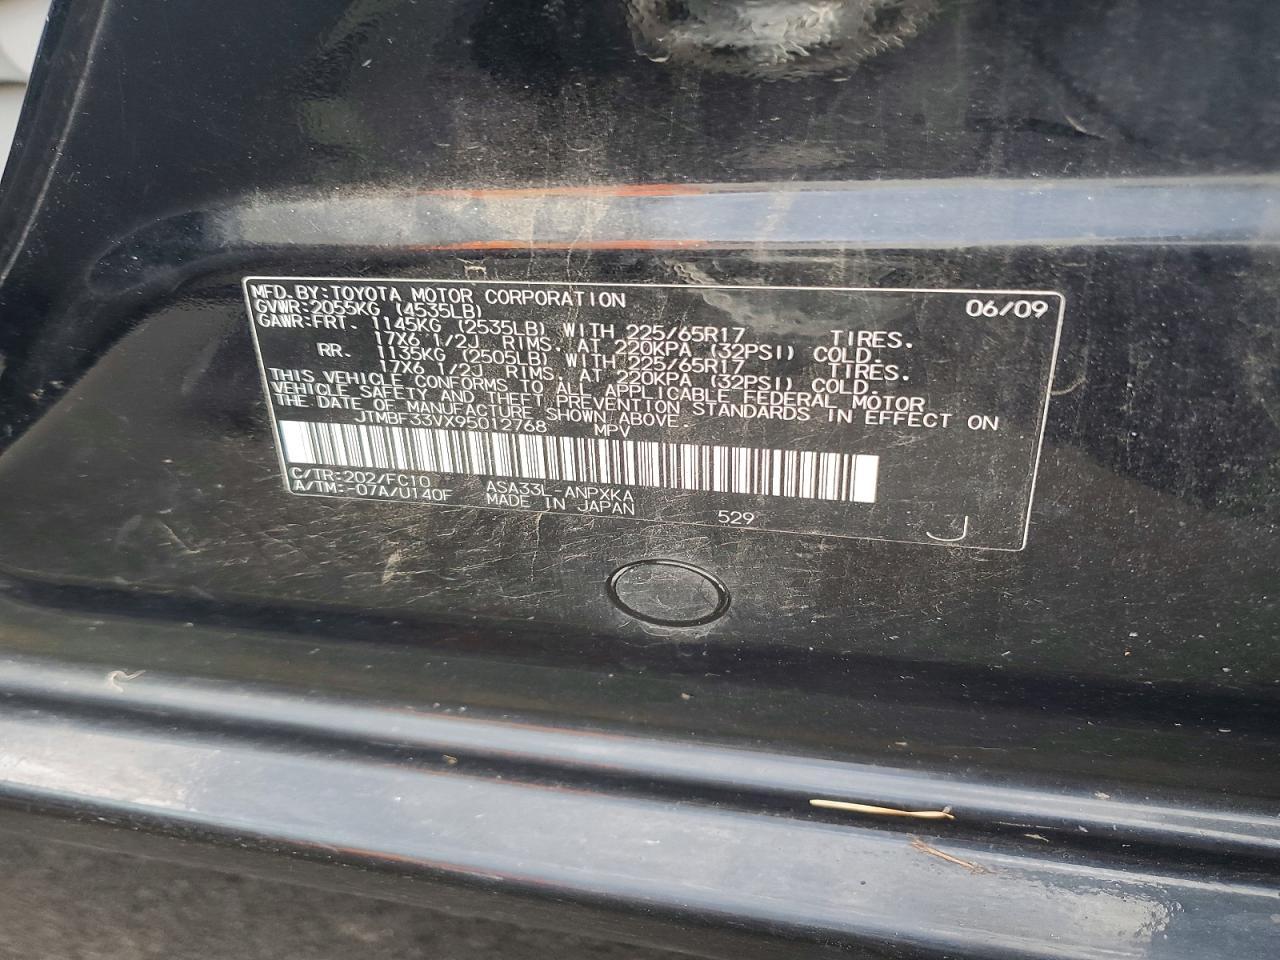 MFD.BY:TOYOTA MOTOR CORPORATION 06/09
GVWR:2055KG (4535LB)
GAWR:FRT. 1145KG (2535LB) WITH 225/65R17 TIRES.
17X6 1/2J RIMS. AT 220KPA (32PSI) COLD.
RR. 1135KG (2505LB) WITH 225/65R17 TIRES.
17X6 1/2J RIMS. AT 220KPA (32PSI) COLD.
THIS VEHICLE CONFORMS TO ALL APPLICABLE FEDERAL MOTOR
VEHICLE SAFETY AND THEFT PREVENTION STANDARDS IN EFFECT ON
THE DATE OF MANUFACTURE SHOWN ABOVE.
JTMBF33VX95012768 MPV
C/TR:202/FC10 ASA33L-ANPXKA
A/TM:-07A/U140F MADE IN JAPAN 529 J